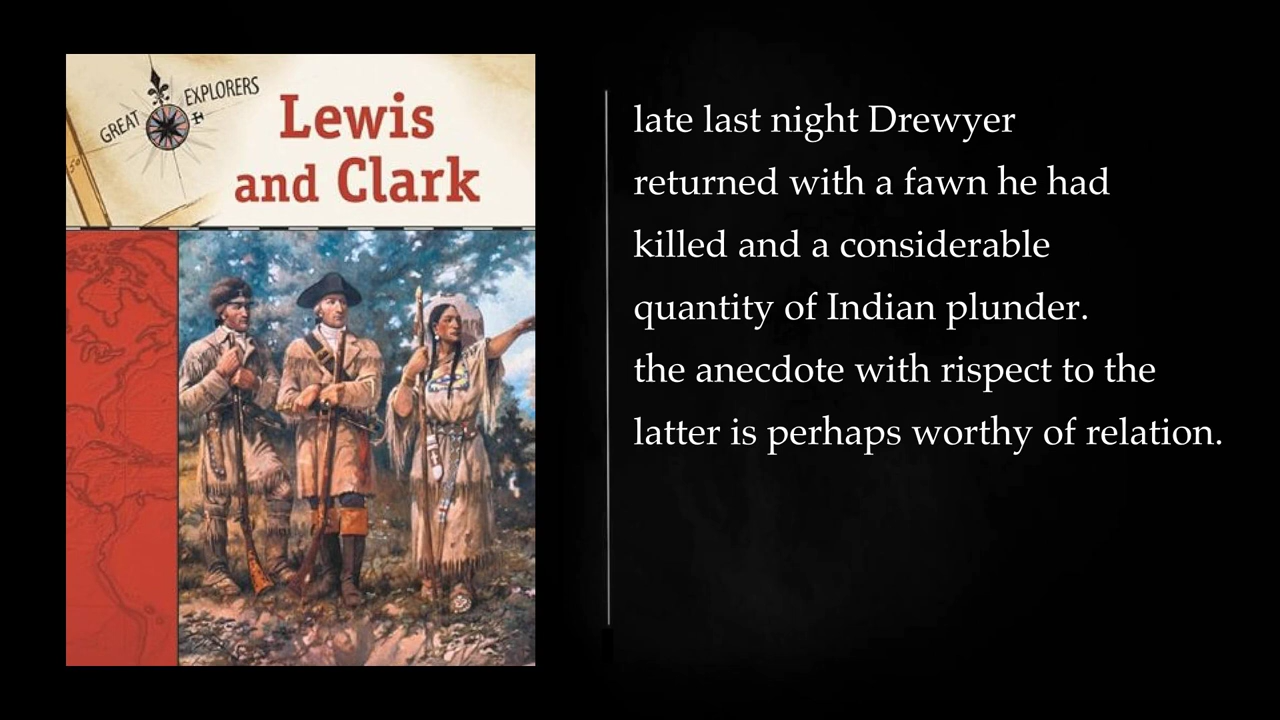 GREAT EXPLORERS
Lewis
and Clark
50
late last night Drewyer
returned with a fawn he had
killed and a considerable
quantity of Indian plunder.
the anecdote with rispect to the
latter is perhaps worthy of relation.